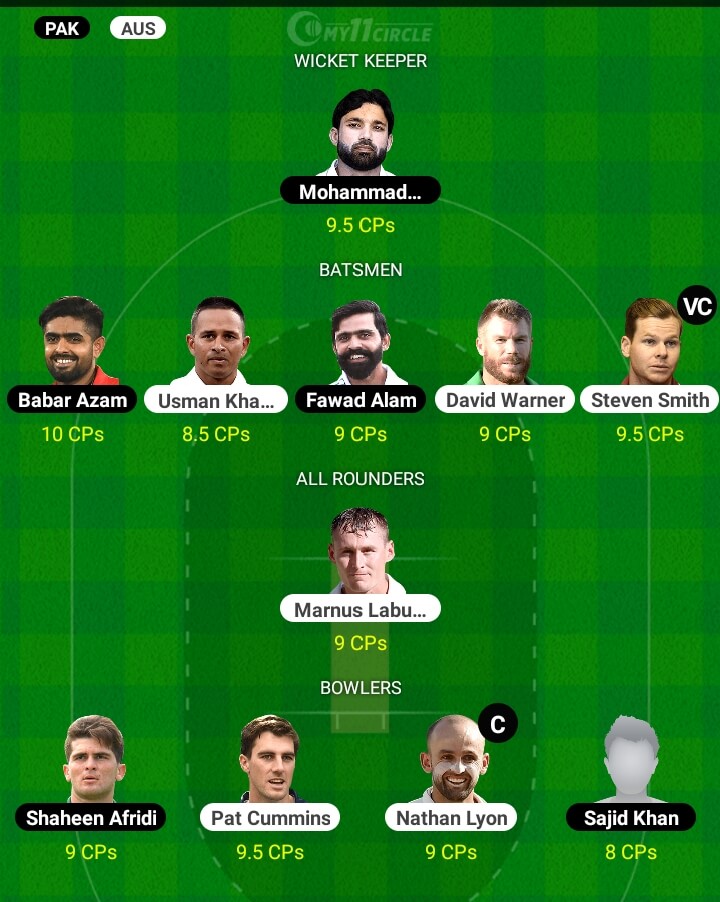 PAK AUS
MY11CIRCLE
WICKET KEEPER
Mohammad...
9.5 CPs
BATSMEN
VC
Babar Azam Usman Kha... Fawad Alam David Warner Steven Smith
10 CPs 8.5 CPs 9 CPs 9 CPs 9.5 CPs
ALL ROUNDERS
Marnus Labu...
9 CPs
BOWLERS
C
Shaheen Afridi Pat Cummins Nathan Lyon Sajid Khan
9 CPs 9.5 CPs 9 CPs 8 CPs